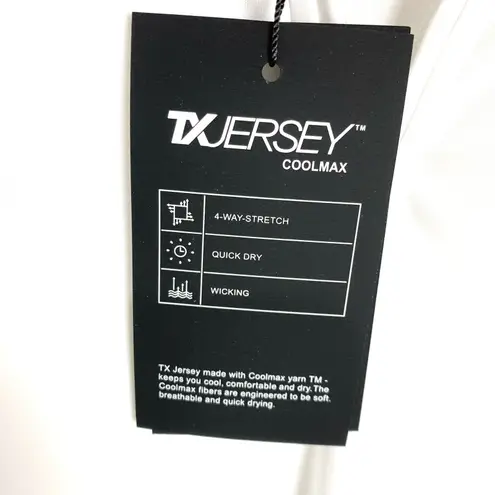 TXJERSEY™
COOLMAX
4-WAY-STRETCH
QUICK DRY
WICKING
TX Jersey made with Coolmax yarn TM -
keeps you cool, comfortable and dry. The
Coolmax fibers are engineered to be soft.
breathable and quick drying.